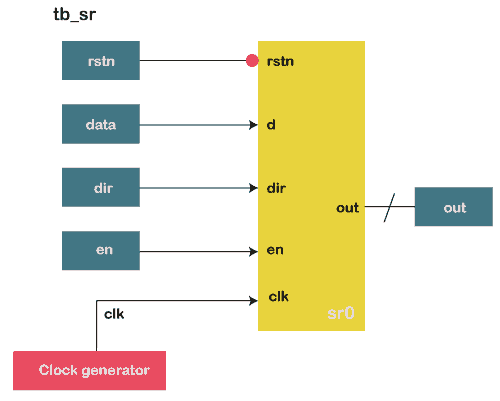 tb_sr
rstn
rstn
data
d
dir
dir
out
out
en
en
clk
clk
sr0
Clock generator